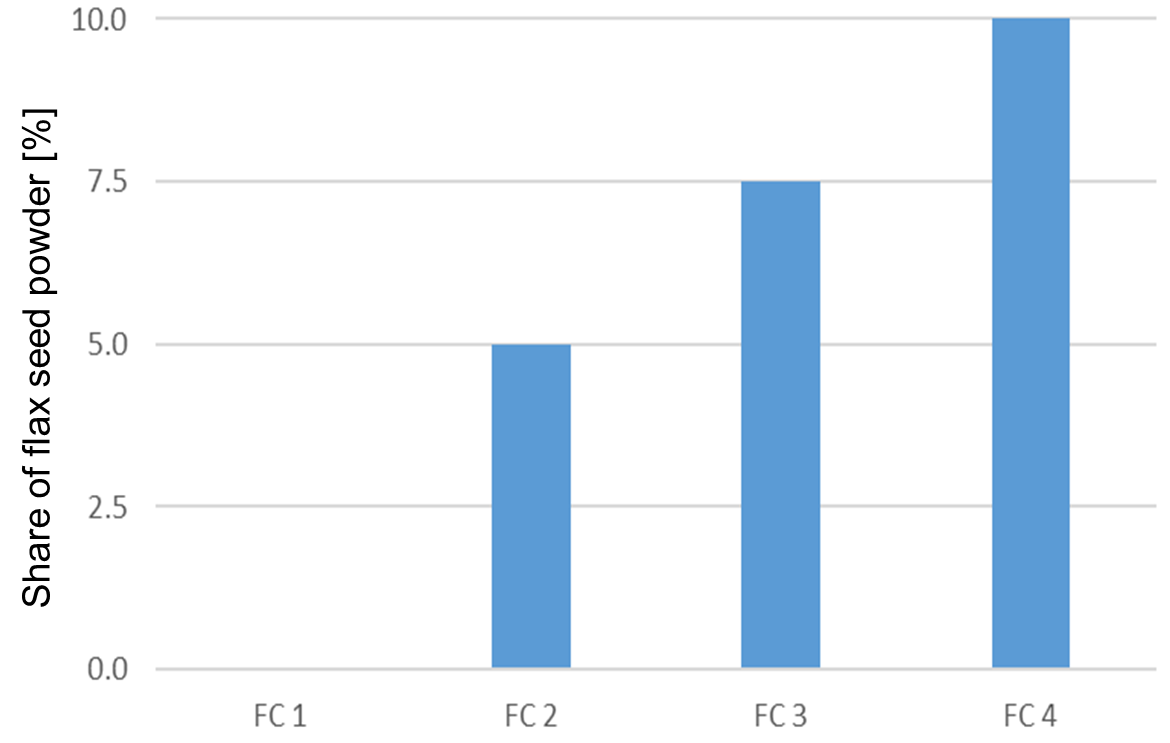 Share of flax seed powder [%]
10.0
7.5
5.0
2.5
0.0
FC 1
FC 2
FC 3
FC 4